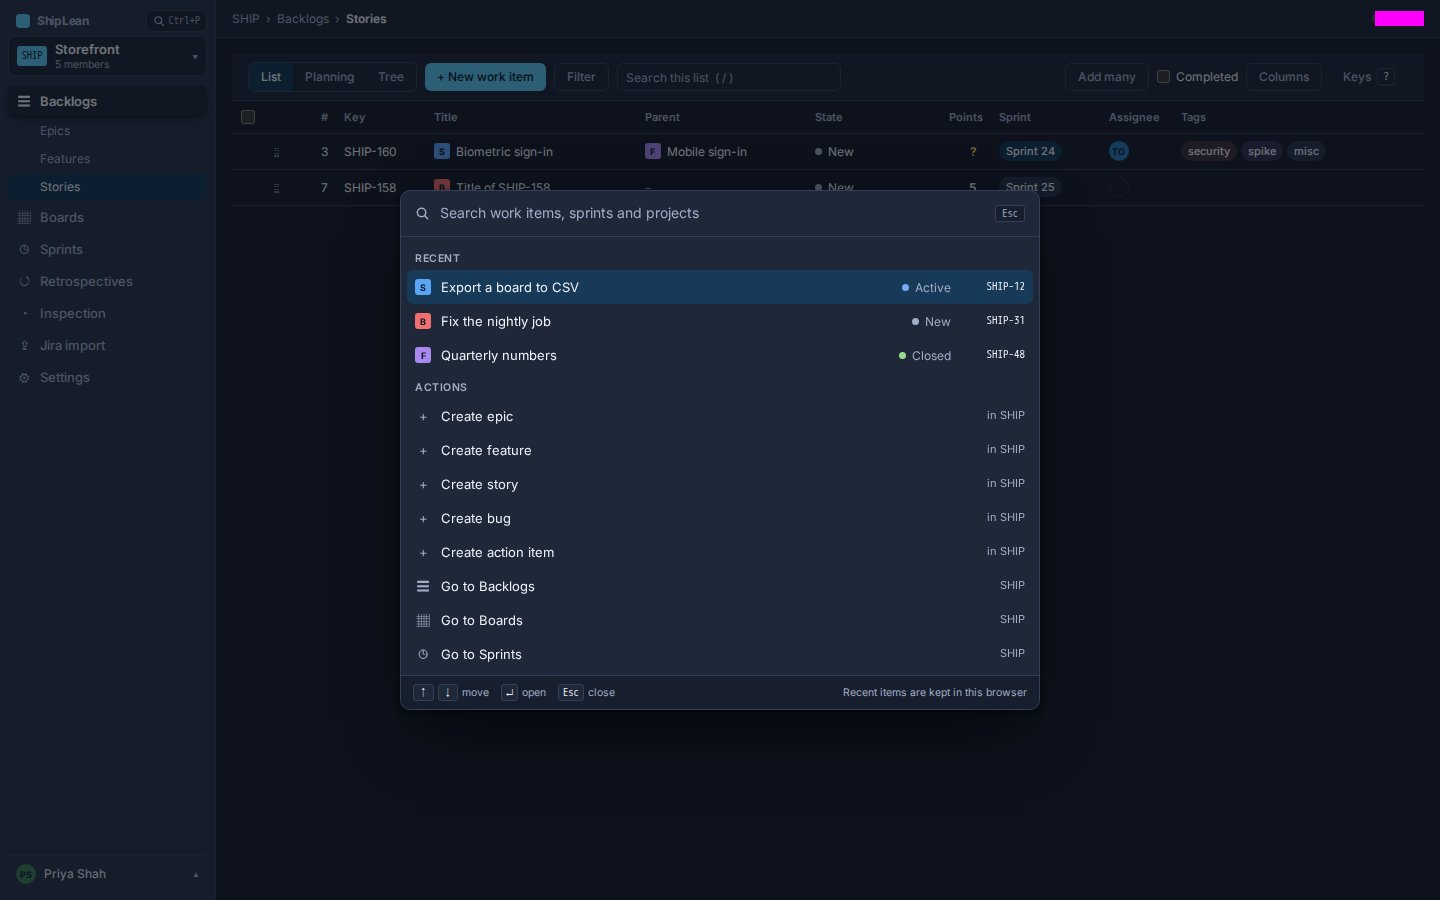 ShipLean
Ctrl+P
SHIP
Storefront
5 members
Backlogs
Epics
Features
Stories
Boards
Sprints
Retrospectives
Inspection
Jira import
Settings
PS Priya Shah
SHIP › Backlogs › Stories
List Planning Tree + New work item Filter Search this list ( / ) Add many Completed Columns Keys ?
# Key Title Parent State Points Sprint Assignee Tags
3 SHIP-160 S Biometric sign-in F Mobile sign-in New ? Sprint 24 TO security spike misc
7 SHIP-158 B Title of SHIP-158 – New 5 Sprint 25
Search work items, sprints and projects Esc
RECENT
S Export a board to CSV Active SHIP-12
B Fix the nightly job New SHIP-31
F Quarterly numbers Closed SHIP-48
ACTIONS
+ Create epic in SHIP
+ Create feature in SHIP
+ Create story in SHIP
+ Create bug in SHIP
+ Create action item in SHIP
Go to Backlogs SHIP
Go to Boards SHIP
Go to Sprints SHIP
↑ ↓ move ↵ open Esc close Recent items are kept in this browser